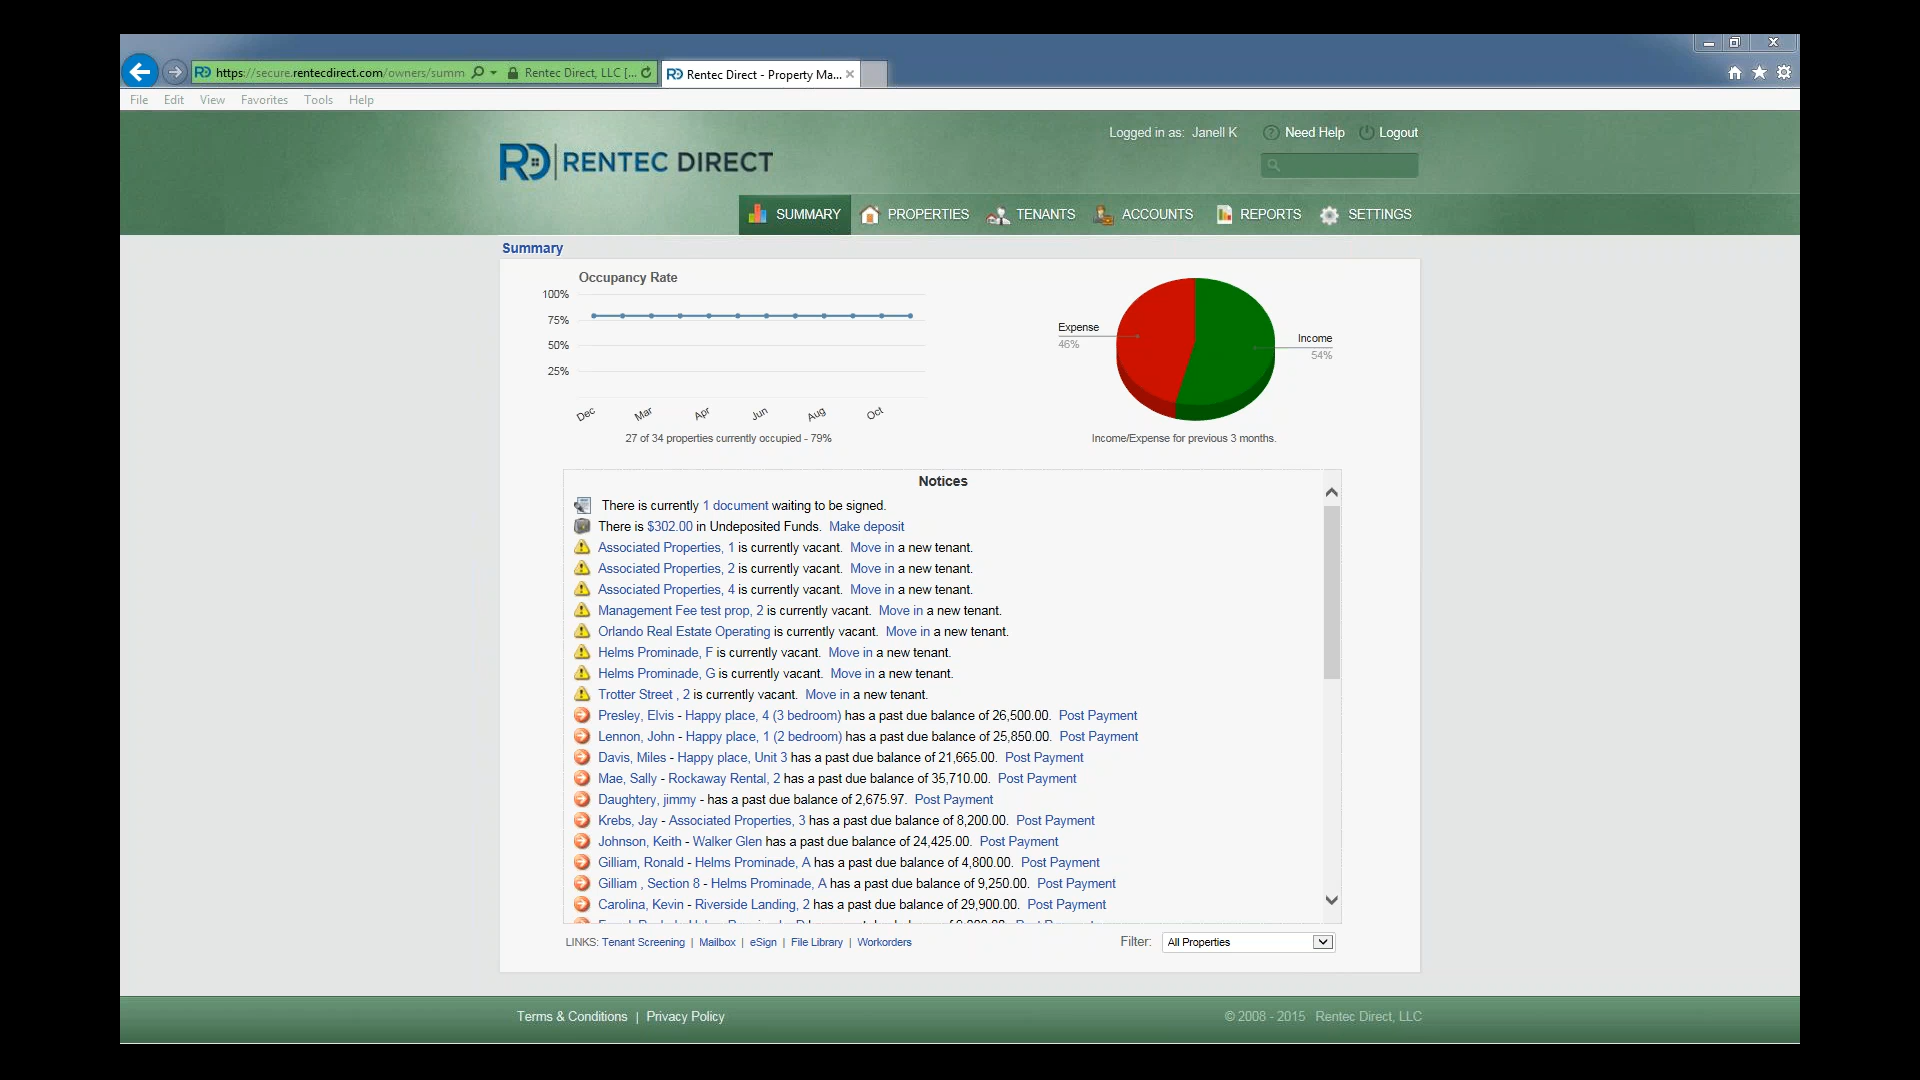 https://secure.rentecdirect.com/owners/summ
Rentec Direct, LLC [...
Rentec Direct - Property Ma...
File Edit View Favorites Tools Help
Logged in as: Janell K Need Help Logout
RD RENTEC DIRECT
SUMMARY PROPERTIES TENANTS ACCOUNTS REPORTS SETTINGS
Summary
Occupancy Rate
100%
75%
50%
25%
Dec Mar Apr Jun Aug Oct
27 of 34 properties currently occupied - 79%
Expense
46%
Income
54%
Income/Expense for previous 3 months.
Notices
There is currently 1 document waiting to be signed.
There is $302.00 in Undeposited Funds. Make deposit
Associated Properties, 1 is currently vacant. Move in a new tenant.
Associated Properties, 2 is currently vacant. Move in a new tenant.
Associated Properties, 4 is currently vacant. Move in a new tenant.
Management Fee test prop, 2 is currently vacant. Move in a new tenant.
Orlando Real Estate Operating is currently vacant. Move in a new tenant.
Helms Prominade, F is currently vacant. Move in a new tenant.
Helms Prominade, G is currently vacant. Move in a new tenant.
Trotter Street , 2 is currently vacant. Move in a new tenant.
Presley, Elvis - Happy place, 4 (3 bedroom) has a past due balance of 26,500.00. Post Payment
Lennon, John - Happy place, 1 (2 bedroom) has a past due balance of 25,850.00. Post Payment
Davis, Miles - Happy place, Unit 3 has a past due balance of 21,665.00. Post Payment
Mae, Sally - Rockaway Rental, 2 has a past due balance of 35,710.00. Post Payment
Daughtery, jimmy - has a past due balance of 2,675.97. Post Payment
Krebs, Jay - Associated Properties, 3 has a past due balance of 8,200.00. Post Payment
Johnson, Keith - Walker Glen has a past due balance of 24,425.00. Post Payment
Gilliam, Ronald - Helms Prominade, A has a past due balance of 4,800.00. Post Payment
Gilliam , Section 8 - Helms Prominade, A has a past due balance of 9,250.00. Post Payment
Carolina, Kevin - Riverside Landing, 2 has a past due balance of 29,900.00. Post Payment
LINKS: Tenant Screening | Mailbox | eSign | File Library | Workorders
Filter: All Properties
Terms & Conditions | Privacy Policy
© 2008 - 2015 Rentec Direct, LLC